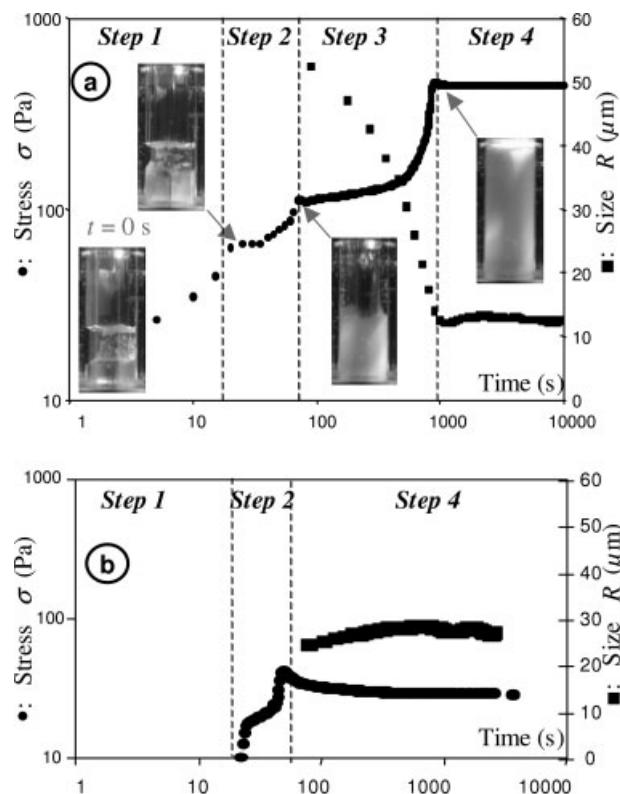 1000
Step 1 Step 2 Step 3 Step 4
60
a
50
40
100
t = 0 s
30
20
10
Time (s)
10
0
1 10 100 1000 10000
●: Stress σ (Pa)
■: Size R (µm)
1000
Step 1 Step 2 Step 4
60
b
50
40
100
30
20
10
Time (s)
10
0
1 10 100 1000 10000
●: Stress σ (Pa)
■: Size R (µm)